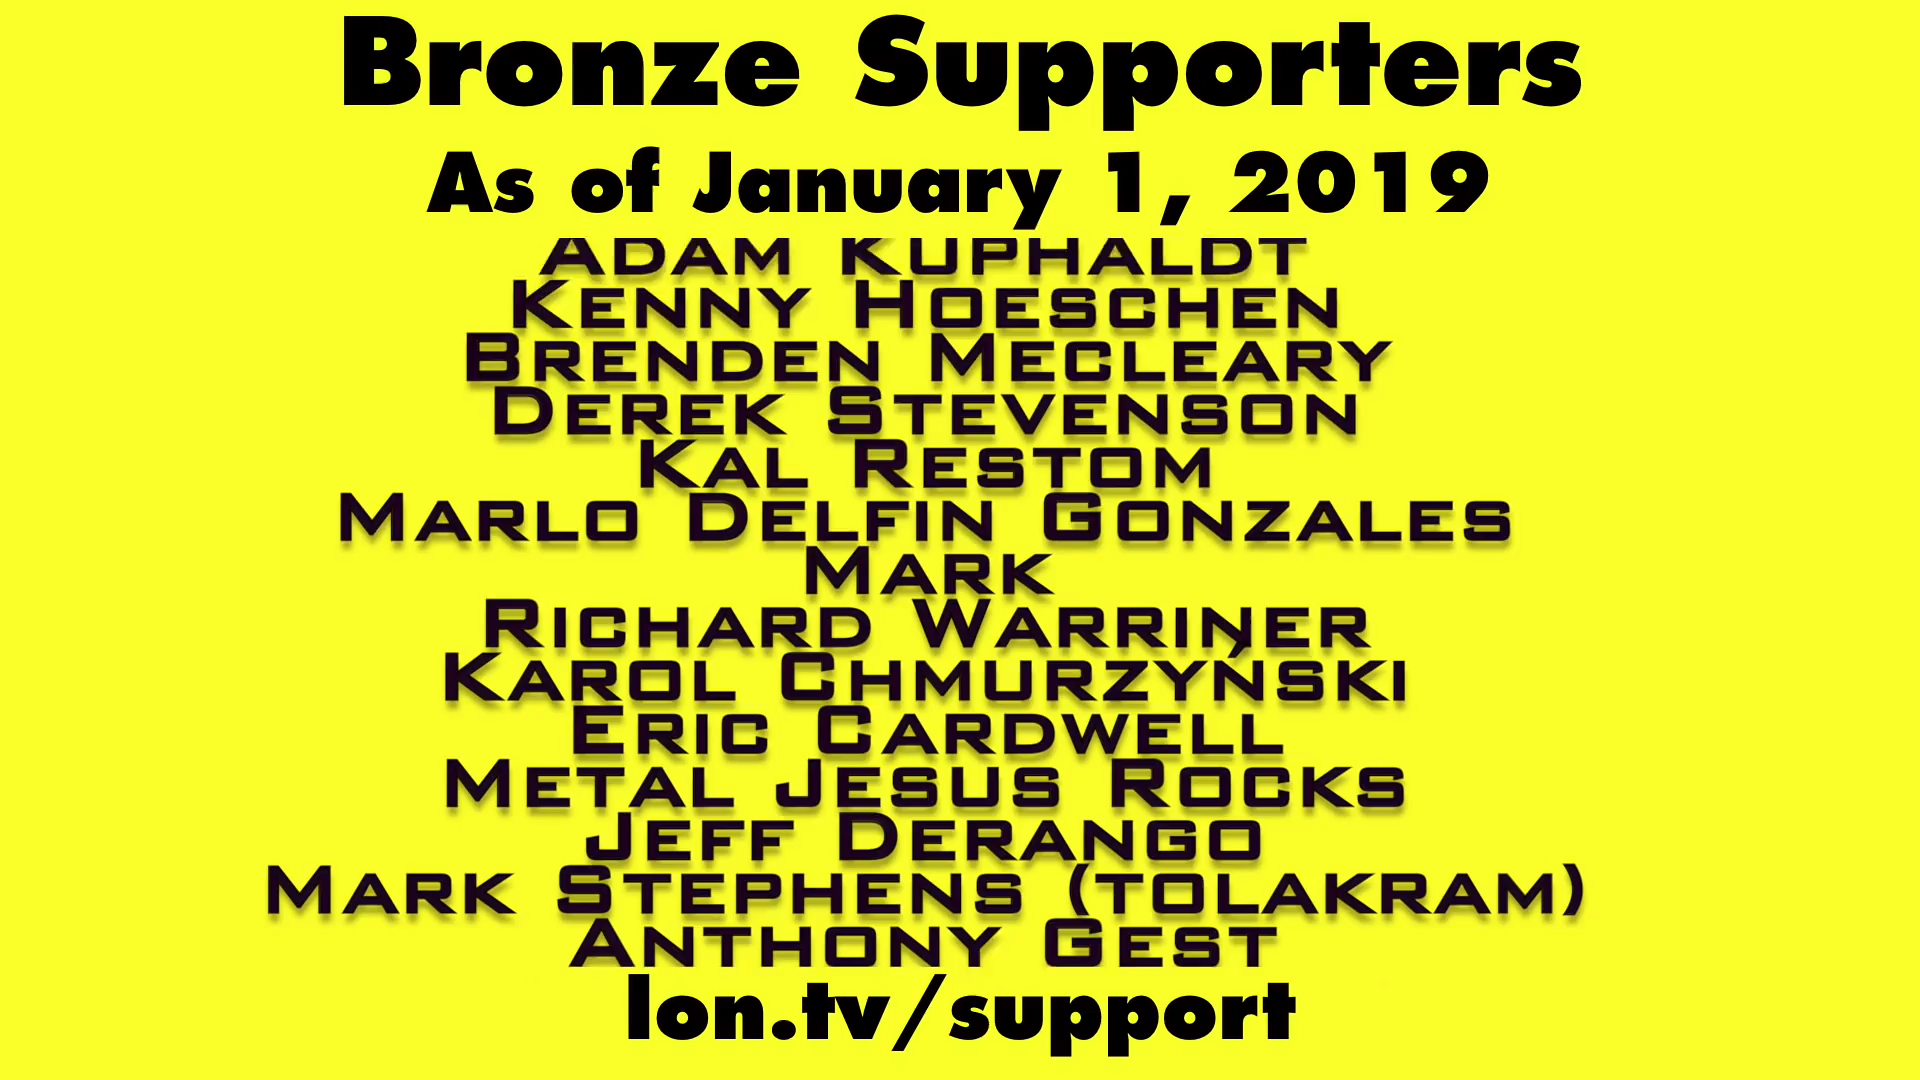 Bronze Supporters
As of January 1, 2019
Adam Kuphaldt
Kenny Hoeschen
Brenden Mecleary
Derek Stevenson
Kal Restom
Marlo Delfin Gonzales
Mark
Richard Warriner
Karol Chmurzyński
Eric Cardwell
Metal Jesus Rocks
Jeff Derango
Mark Stephens (tolakram)
Anthony Gest
lon.tv/support